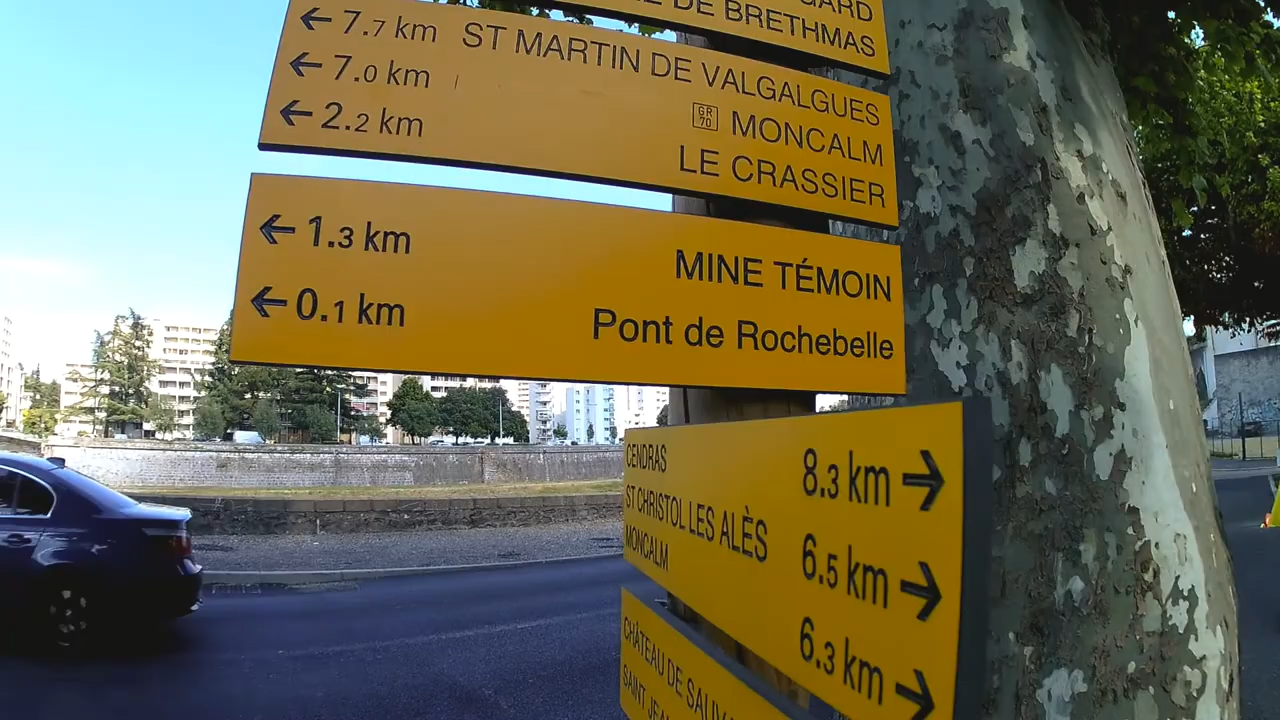 GARD
DE BRETHMAS
← 7.7 km ST MARTIN DE VALGALGUES
← 7.0 km GR 70 MONCALM
← 2.2 km LE CRASSIER
← 1.3 km MINE TÉMOIN
← 0.1 km Pont de Rochebelle
CENDRAS 8.3 km →
ST CHRISTOL LES ALÈS 6.5 km →
MONCALM 6.3 km →
CHÂTEAU DE
SAINT